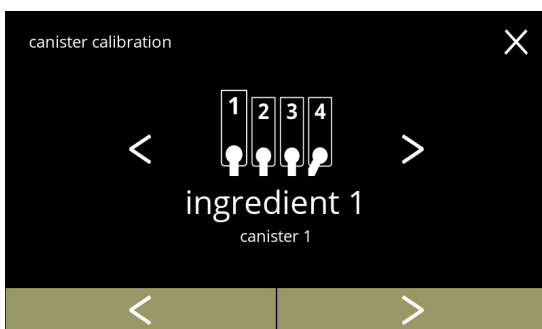 canister calibration
1 2 3 4
ingredient 1
canister 1